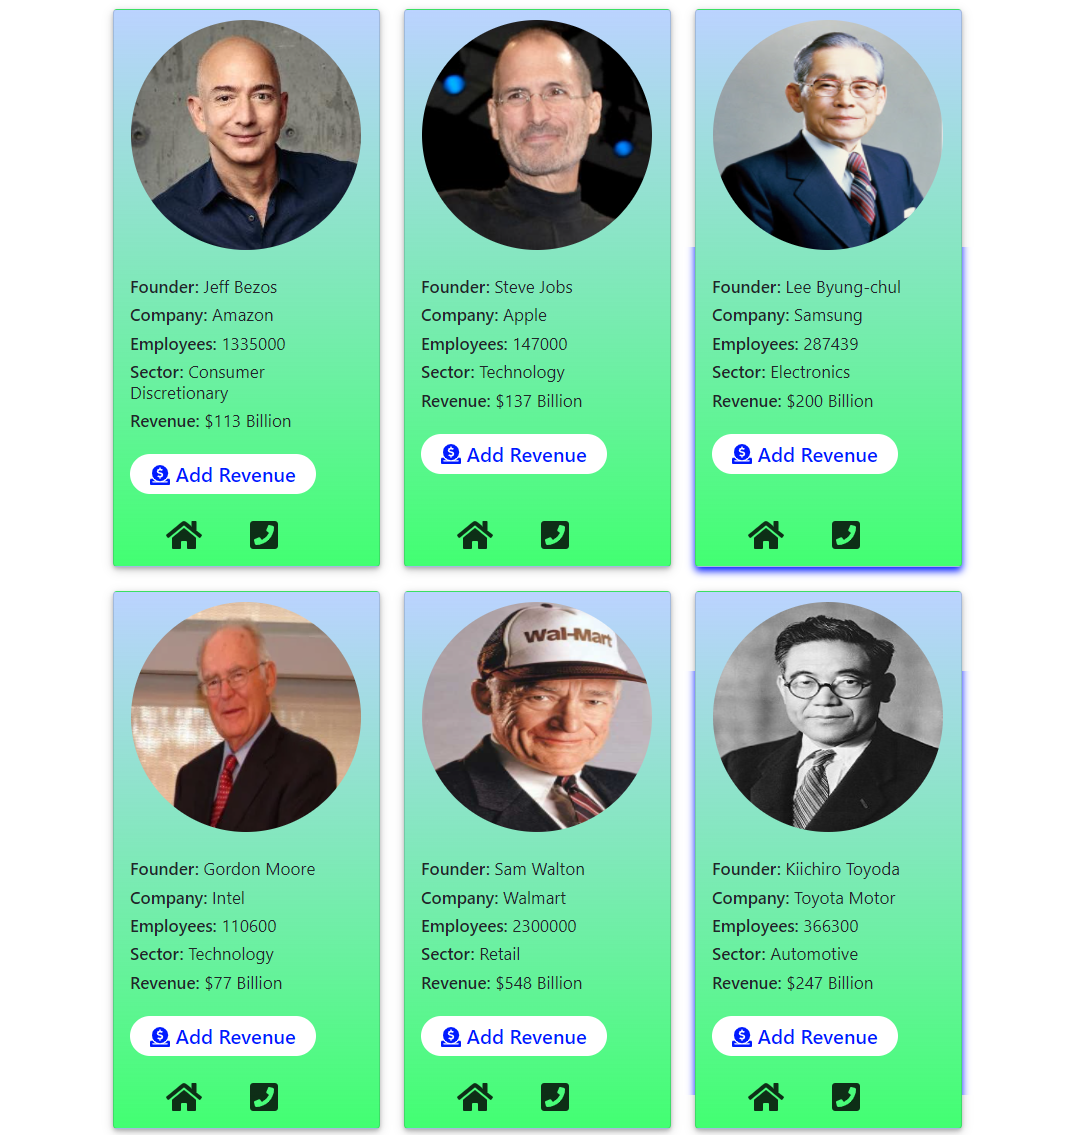 Founder: Jeff Bezos
Company: Amazon
Employees: 1335000
Sector: Consumer
Discretionary
Revenue: $113 Billion
Add Revenue
Founder: Steve Jobs
Company: Apple
Employees: 147000
Sector: Technology
Revenue: $137 Billion
Add Revenue
Founder: Lee Byung-chul
Company: Samsung
Employees: 287439
Sector: Electronics
Revenue: $200 Billion
Add Revenue
Founder: Gordon Moore
Company: Intel
Employees: 110600
Sector: Technology
Revenue: $77 Billion
Add Revenue
Wal-Mart
Founder: Sam Walton
Company: Walmart
Employees: 2300000
Sector: Retail
Revenue: $548 Billion
Add Revenue
Founder: Kiichiro Toyoda
Company: Toyota Motor
Employees: 366300
Sector: Automotive
Revenue: $247 Billion
Add Revenue